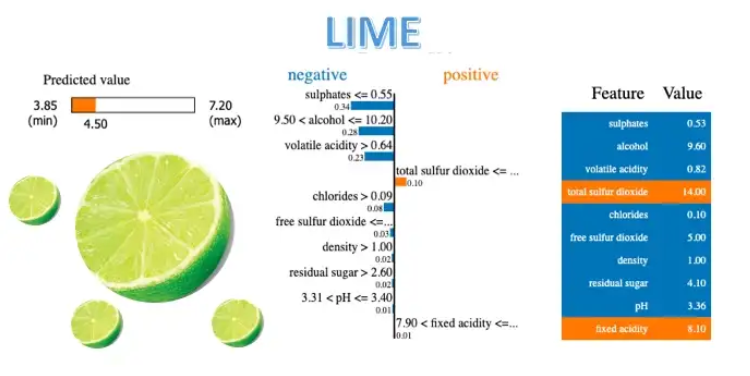 LIME
Predicted value
3.85
(min)
4.50
7.20
(max)
negative positive
sulphates <= 0.55
0.34
9.50 < alcohol <= 10.20
0.28
volatile acidity > 0.64
0.23
total sulfur dioxide <= ...
0.10
chlorides > 0.09
0.08
free sulfur dioxide <=...
0.03
density > 1.00
0.02
residual sugar > 2.60
0.02
3.31 < pH <= 3.40
0.01
7.90 < fixed acidity <=...
0.01
Feature Value
sulphates 0.53
alcohol 9.60
volatile acidity 0.82
total sulfur dioxide 14.00
chlorides 0.10
free sulfur dioxide 5.00
density 1.00
residual sugar 4.10
pH 3.36
fixed acidity 8.10